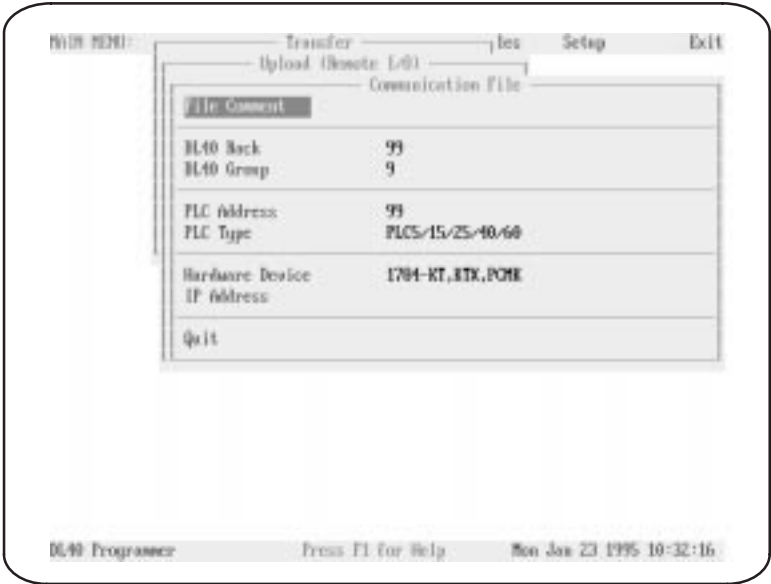 MAIN MENU: Transfer les Setup Exit
Upload (Remote I/O)
Communication File
File Comment
DL40 Rack 99
DL40 Group 9
PLC Address 99
PLC Type PLC5/15/25/40/60
Hardware Device 1784-KT,KTX,PCMK
IP Address
Quit
DL40 Programmer Press F1 for Help Mon Jan 23 1995 10:32:16